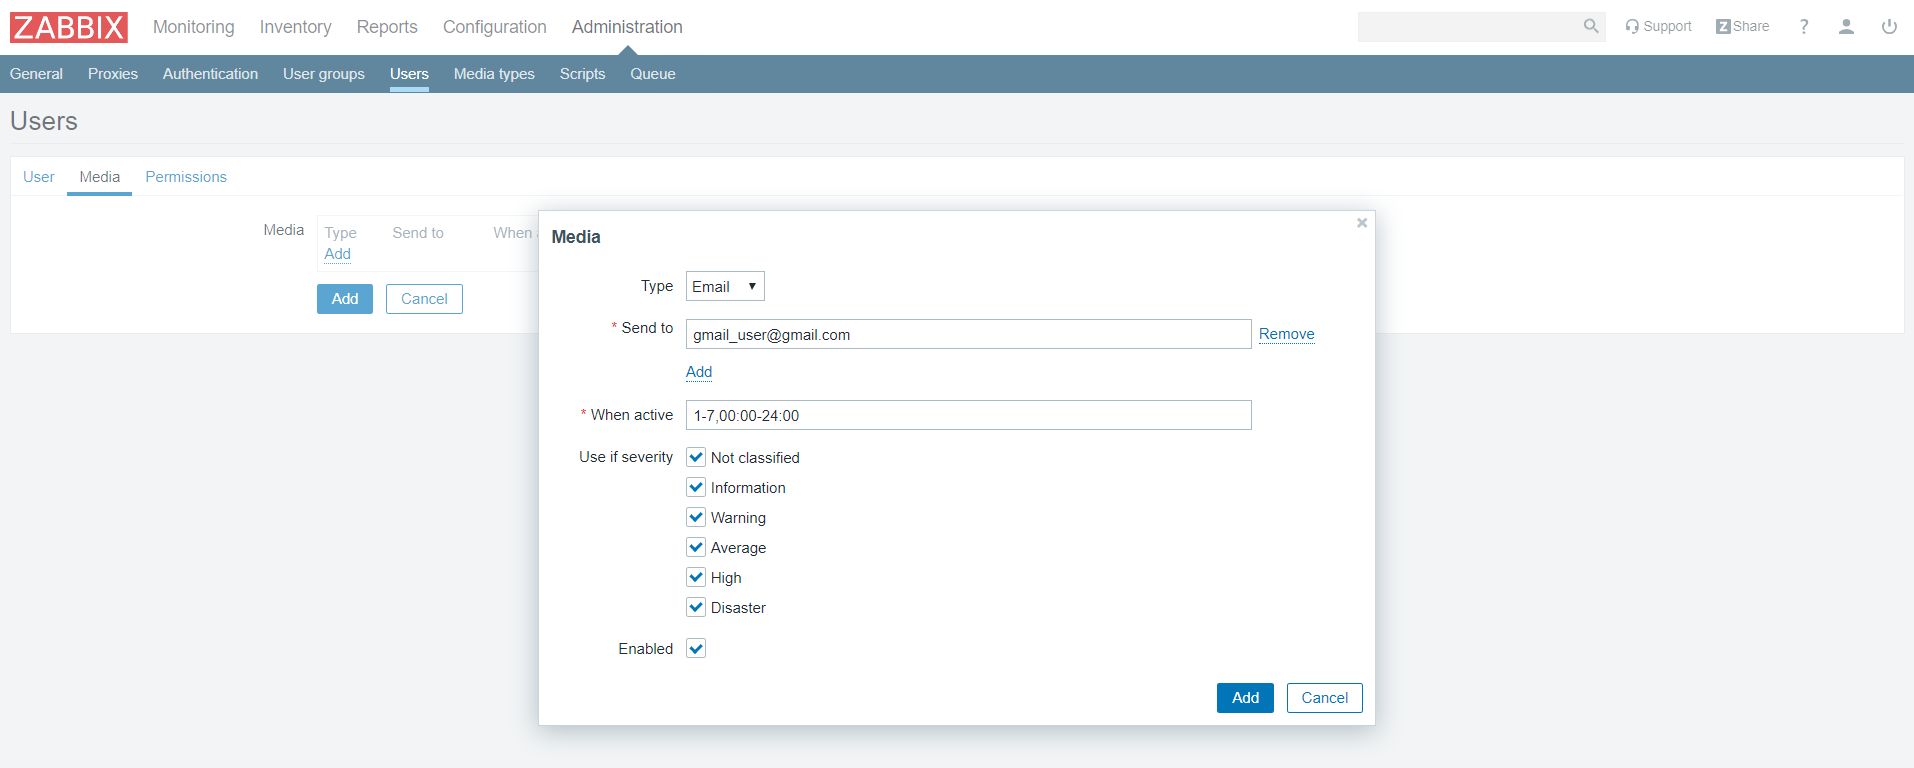 ZABBIX Monitoring Inventory Reports Configuration Administration Support Z Share ?
General Proxies Authentication User groups Users Media types Scripts Queue
Users
User Media Permissions
Media Type Send to When
Add
Add Cancel
Media
Type Email
* Send to gmail_user@gmail.com Remove
Add
* When active 1-7,00:00-24:00
Use if severity Not classified
Information
Warning
Average
High
Disaster
Enabled
Add Cancel